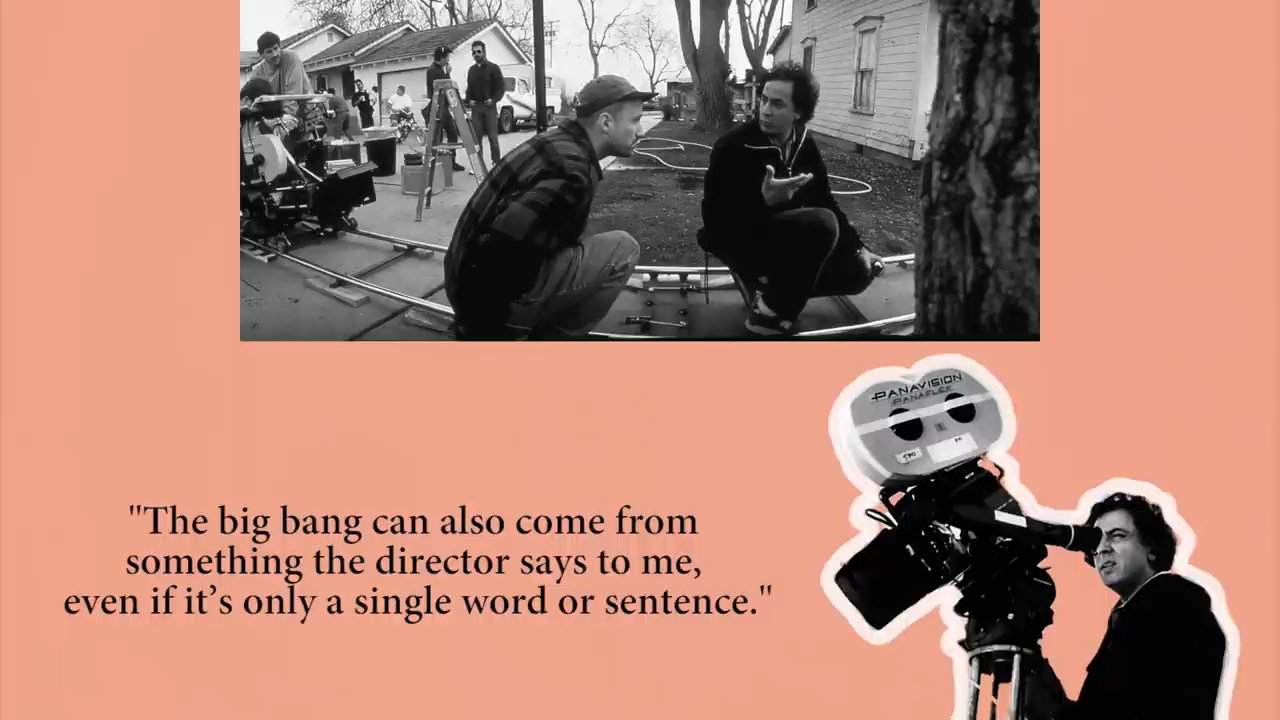 PANAVISION
PANAFLEX
"The big bang can also come from
something the director says to me,
even if it's only a single word or sentence."